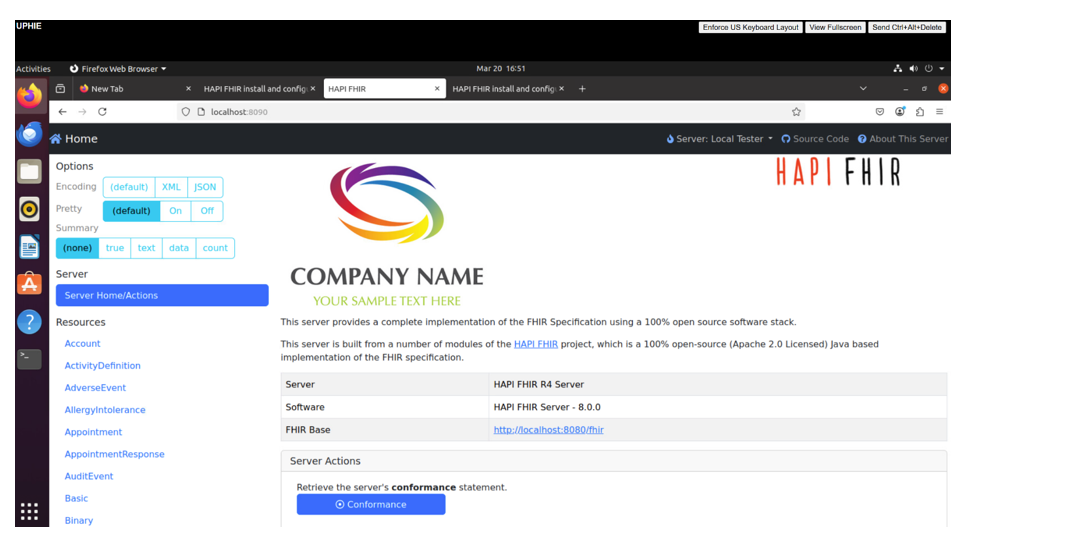 UPHIE
Enforce US Keyboard Layout View Fullscreen Send Ctrl+Alt+Delete
Activities Firefox Web Browser Mar 20 16:51
New Tab × HAPI FHIR install and config × HAPI FHIR × HAPI FHIR install and config × +
localhost:8090
Home Server: Local Tester Source Code About This Server
Options
Encoding (default) XML JSON
Pretty (default) On Off
Summary
(none) true text data count
Server
Server Home/Actions
Resources
Account
ActivityDefinition
AdverseEvent
AllergyIntolerance
Appointment
AppointmentResponse
AuditEvent
Basic
Binary
HAPI FHIR
COMPANY NAME
YOUR SAMPLE TEXT HERE
This server provides a complete implementation of the FHIR Specification using a 100% open source software stack.
This server is built from a number of modules of the HAPI FHIR project, which is a 100% open-source (Apache 2.0 Licensed) Java based
implementation of the FHIR specification.
Server HAPI FHIR R4 Server
Software HAPI FHIR Server - 8.0.0
FHIR Base http://localhost:8080/fhir
Server Actions
Retrieve the server's conformance statement.
Conformance